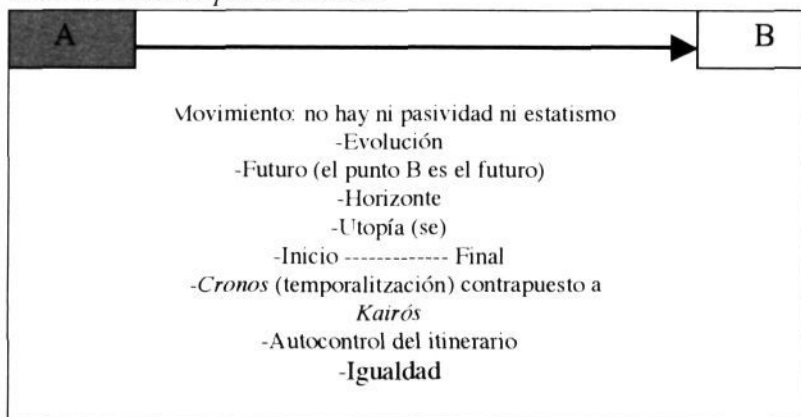 A B
Movimiento: no hay ni pasividad ni estatismo
-Evolución
-Futuro (el punto B es el futuro)
-Horizonte
-Utopía (se)
-Inicio ------------- Final
-Cronos (temporalitzación) contrapuesto a
Kairós
-Autocontrol del itinerario
-Igualdad